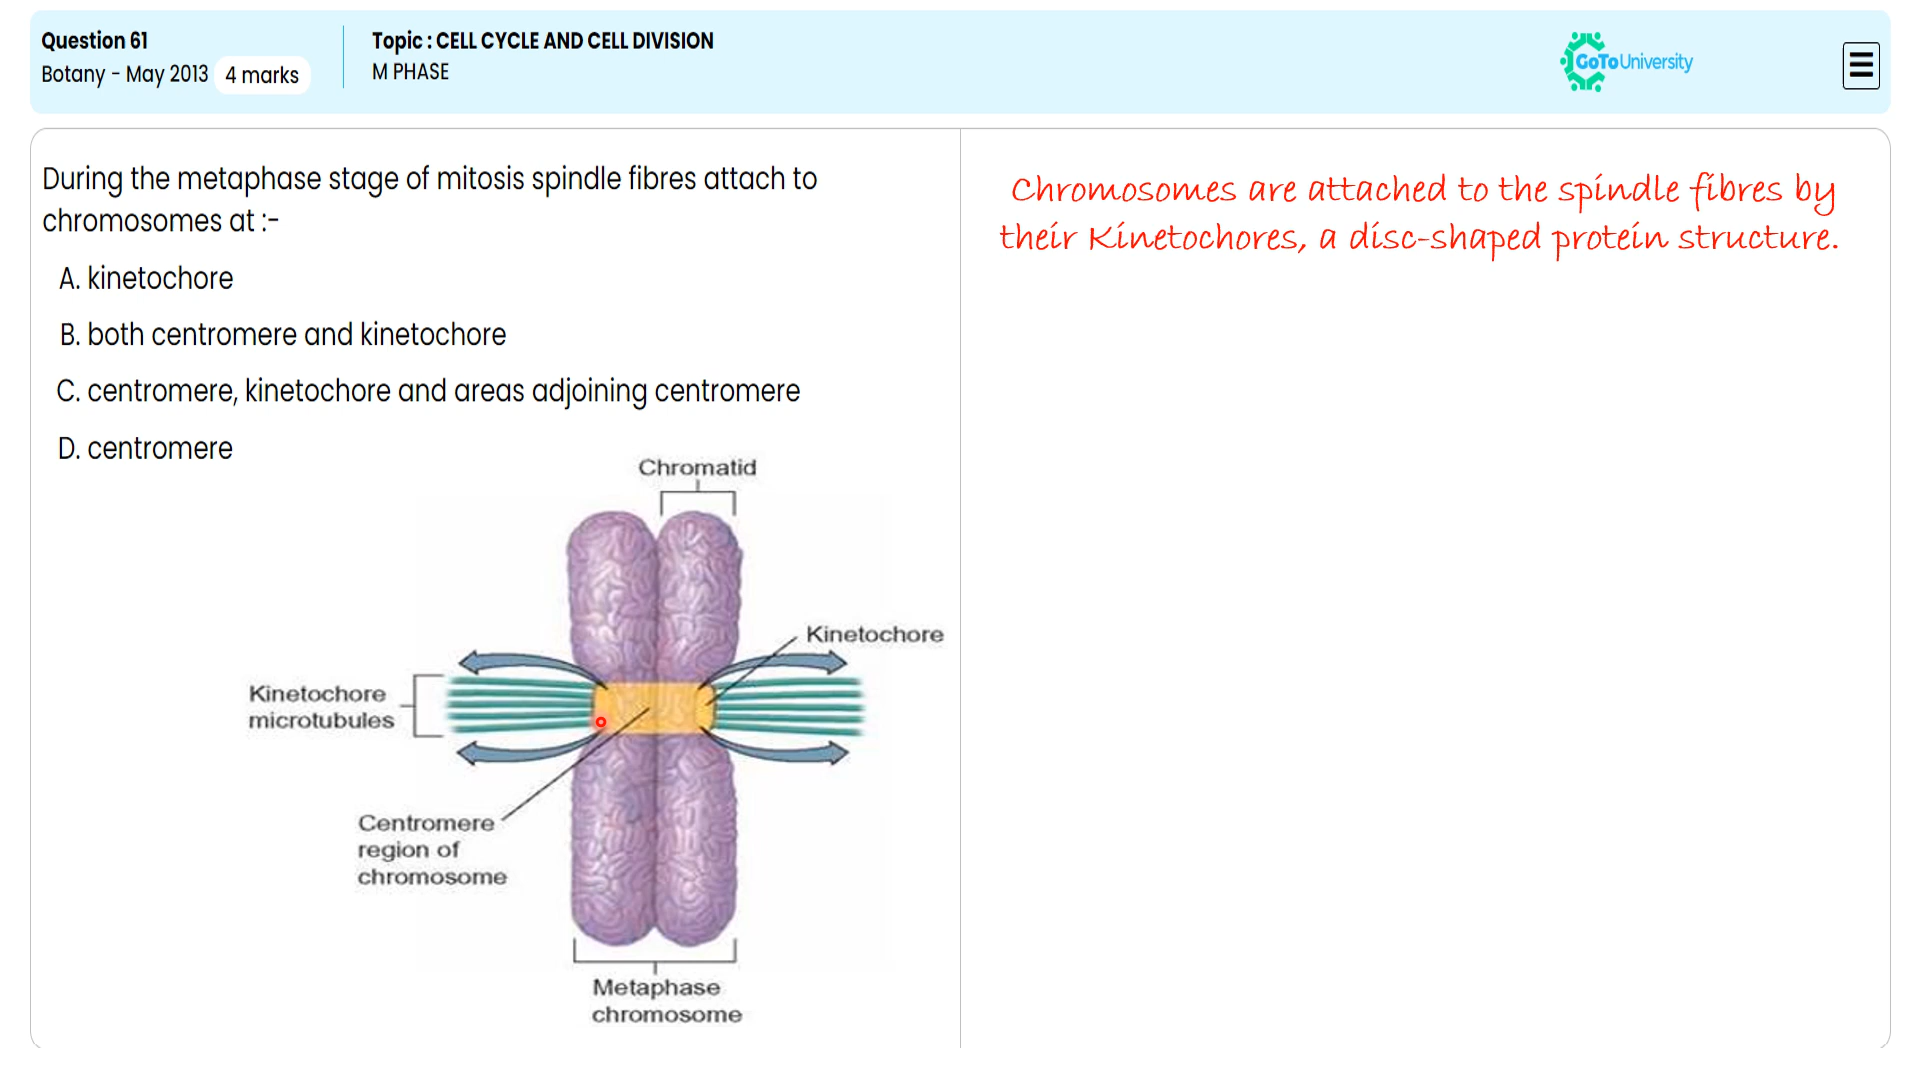 Question 61
Botany - May 2013 4 marks
Topic : CELL CYCLE AND CELL DIVISION
M PHASE
GoToUniversity
During the metaphase stage of mitosis spindle fibres attach to
chromosomes at :-
A. kinetochore
B. both centromere and kinetochore
C. centromere, kinetochore and areas adjoining centromere
D. centromere
Chromatid
Kinetochore
Kinetochore
microtubules
Centromere
region of
chromosome
Metaphase
chromosome
Chromosomes are attached to the spindle fibres by
their Kinetochores, a disc-shaped protein structure.